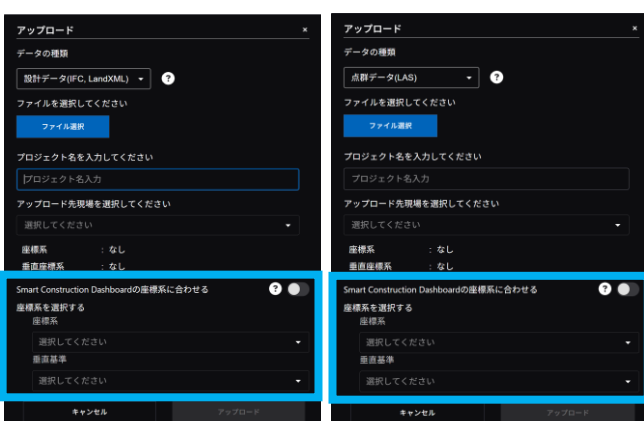 アップロード ×
データの種類
設計データ(IFC, LandXML) ?
ファイルを選択してください
ファイル選択
プロジェクト名を入力してください
プロジェクト名入力
アップロード先現場を選択してください
選択してください
座標系 : なし
垂直座標系 : なし
Smart Construction Dashboardの座標系に合わせる ?
座標系を選択する
座標系
選択してください
垂直基準
選択してください
キャンセル アップロード
アップロード ×
データの種類
点群データ(LAS) ?
ファイルを選択してください
ファイル選択
プロジェクト名を入力してください
プロジェクト名入力
アップロード先現場を選択してください
選択してください
座標系 : なし
垂直座標系 : なし
Smart Construction Dashboardの座標系に合わせる ?
座標系を選択する
座標系
選択してください
垂直基準
選択してください
キャンセル アップロード